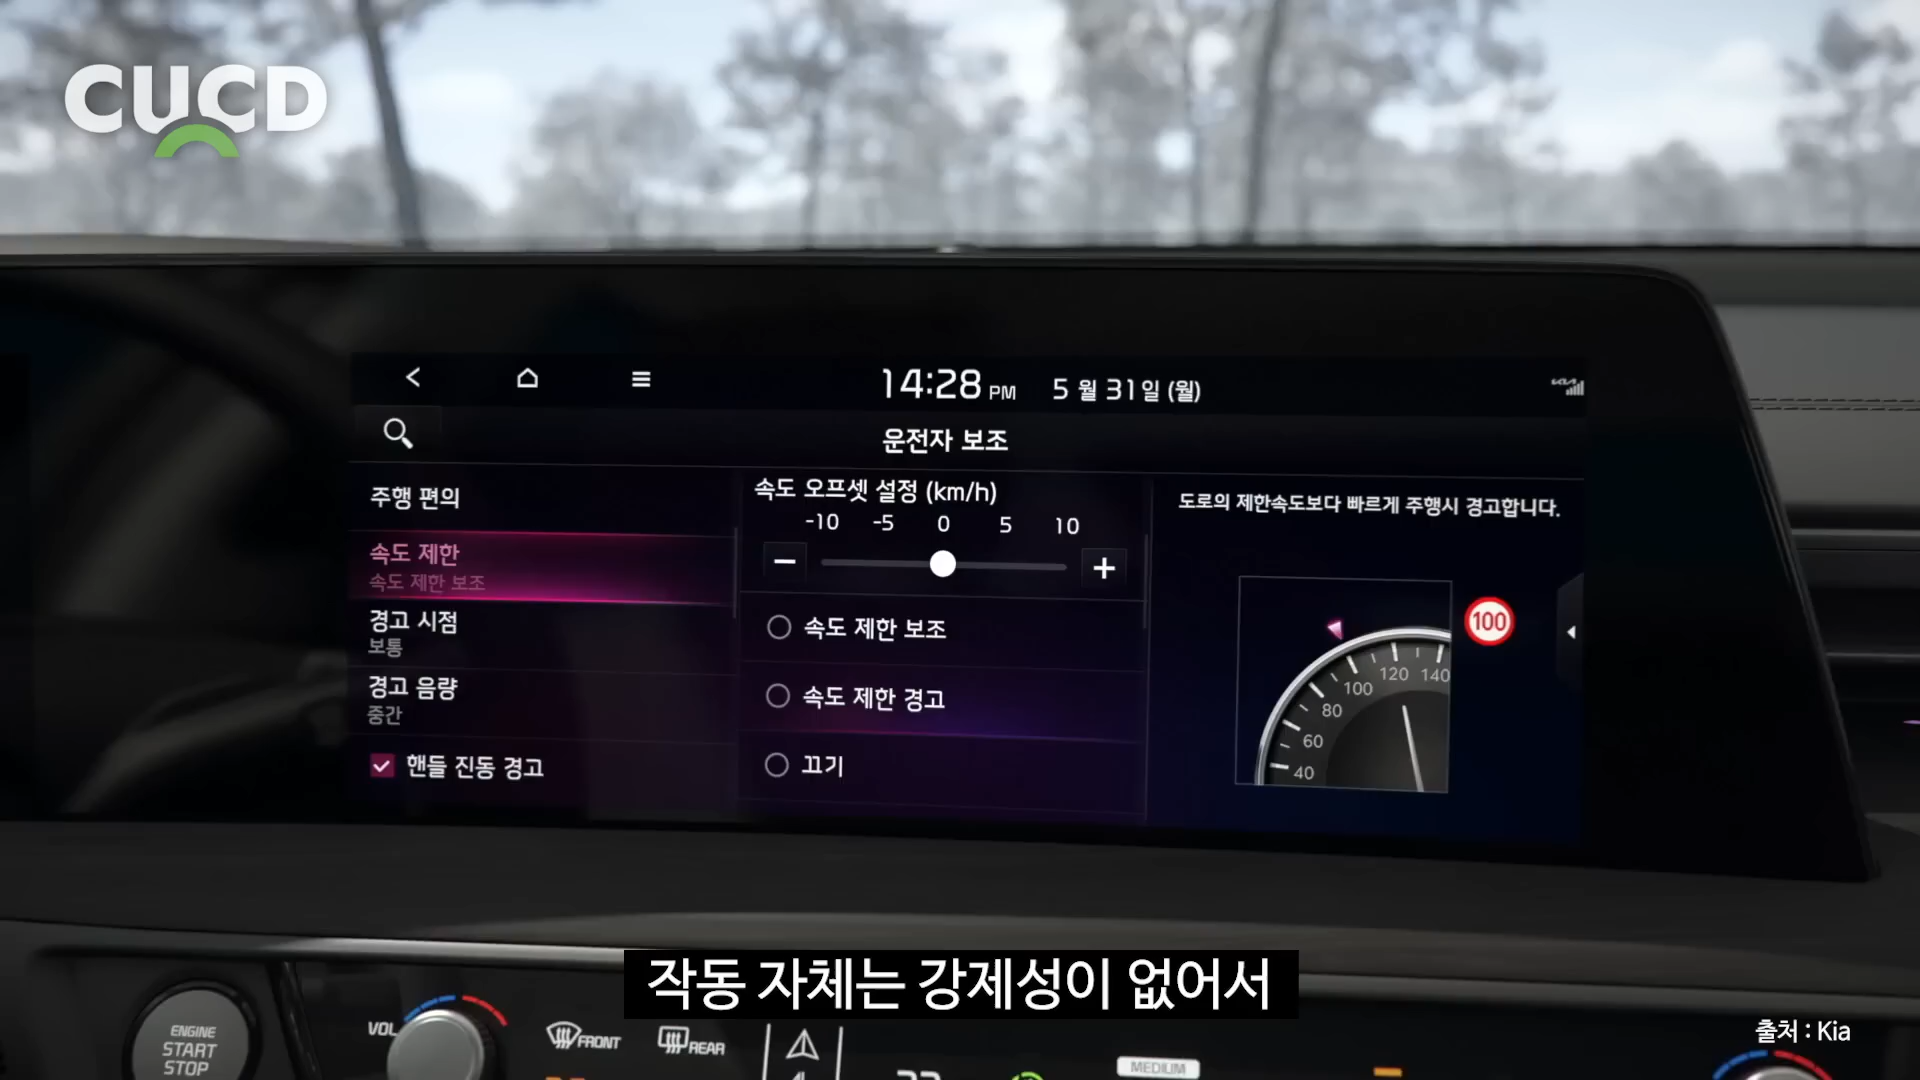 CUCD
14:28 PM 5 월 31일 (월)
운전자 보조
주행 편의
속도 제한
속도 제한 보조
경고 시점
보통
경고 음량
중간
핸들 진동 경고
속도 오프셋 설정 (km/h)
-10 -5 0 5 10
속도 제한 보조
속도 제한 경고
끄기
도로의 제한속도보다 빠르게 주행시 경고합니다.
100
40 60 80 100 120 140
작동 자체는 강제성이 없어서
출처 : Kia
ENGINE
START
STOP
VOL
FRONT
REAR
MEDIUM